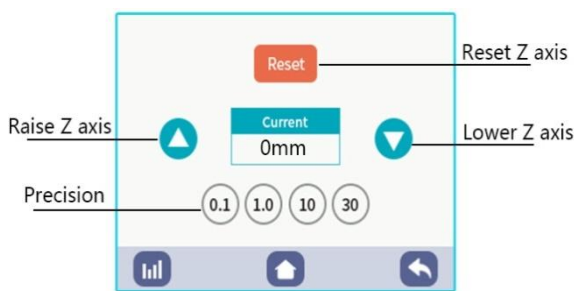 Reset
Reset Z axis
Raise Z axis
Current
0mm
Lower Z axis
Precision
0.1 1.0 10 30